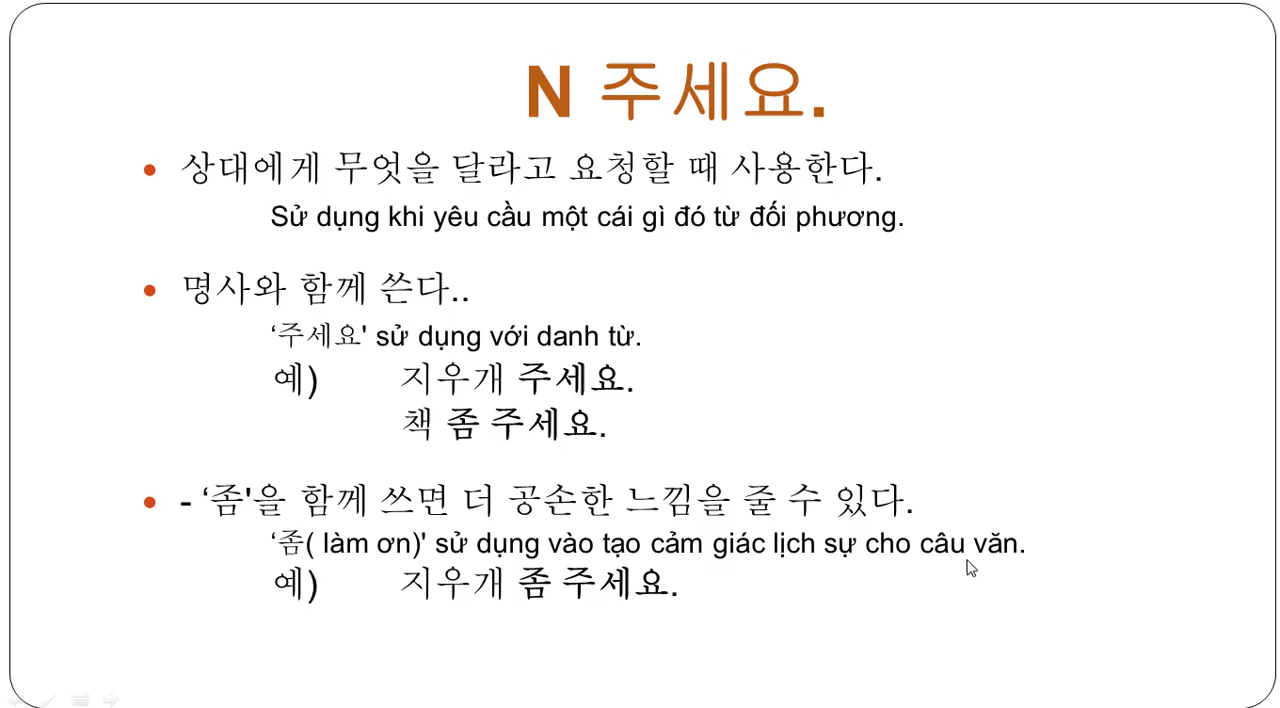 N 주세요.
• 상대에게 무엇을 달라고 요청할 때 사용한다.
Sử dụng khi yêu cầu một cái gì đó từ đối phương.
• 명사와 함께 쓴다..
‘주세요' sử dụng với danh từ.
예) 지우개 주세요.
책 좀 주세요.
• - ‘좀'을 함께 쓰면 더 공손한 느낌을 줄 수 있다.
‘좀( làm ơn)' sử dụng vào tạo cảm giác lịch sự cho câu văn.
예) 지우개 좀 주세요.